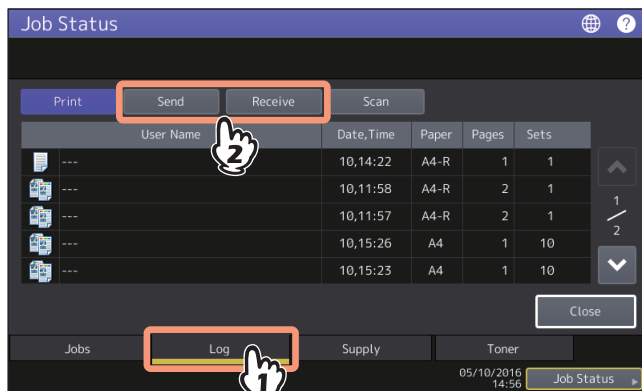 Job Status
?
Print Send Receive Scan
User Name Date,Time Paper Pages Sets
--- 10,14:22 A4-R 1 1
--- 10,11:58 A4-R 2 1
--- 10,11:57 A4-R 2 1
--- 10,15:26 A4 1 10
--- 10,15:23 A4 1 10
1
2
2
Close
Jobs Log Supply Toner
1
05/10/2016
14:56
Job Status